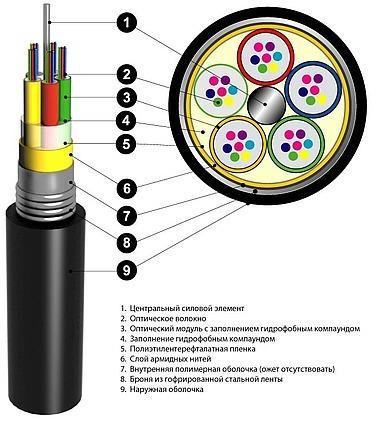 1
2
3
4
5
6
7
8
9
1. Центральный силовой элемент
2. Оптическое волокно
3. Оптический модуль с заполнением гидрофобным компаундом
4. Заполнение гидрофобным компаундом
5. Полиэтилентерефталатная пленка
6. Слой армидных нитей
7. Внутренняя полимерная оболочка (ожет отсутствовать)
8. Броня из гофрированной стальной ленты
9. Наружная оболочка